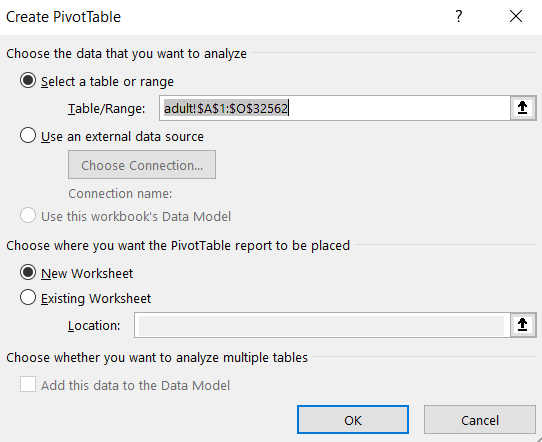 Create PivotTable
?
Choose the data that you want to analyze
Select a table or range
Table/Range: adult!$A$1:$O$32562
Use an external data source
Choose Connection...
Connection name:
Use this workbook's Data Model
Choose where you want the PivotTable report to be placed
New Worksheet
Existing Worksheet
Location:
Choose whether you want to analyze multiple tables
Add this data to the Data Model
OK Cancel